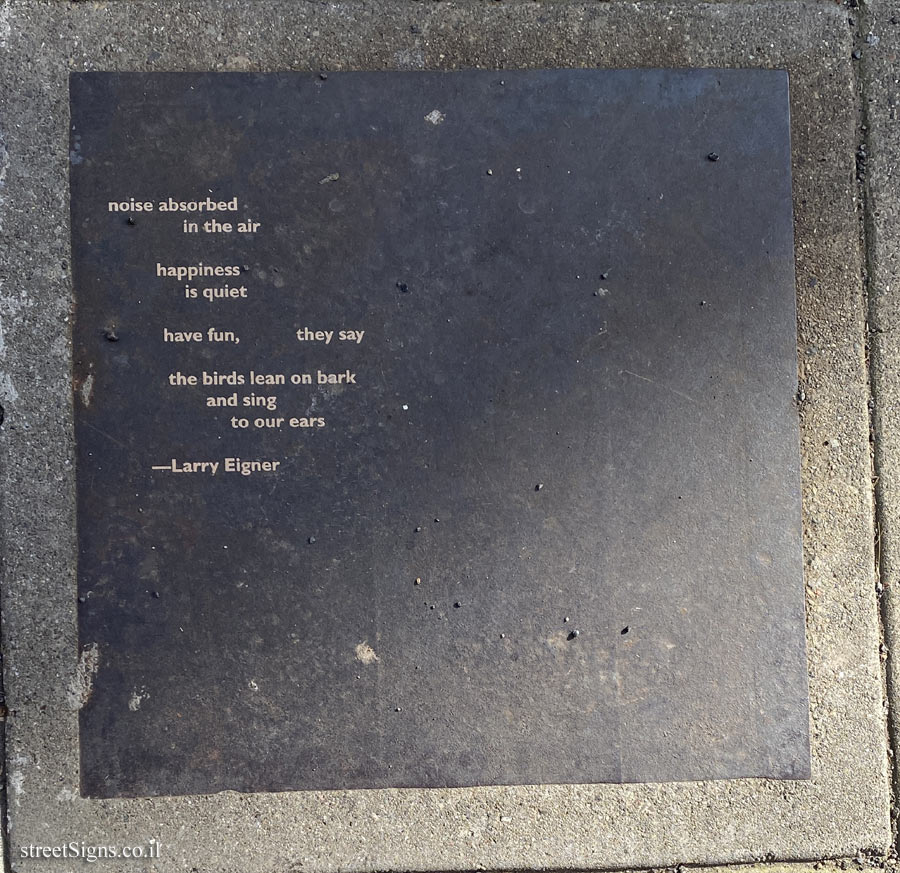 noise absorbed
in the air
happiness
is quiet
have fun, they say
the birds lean on bark
and sing
to our ears
—Larry Eigner
streetSigns.co.il